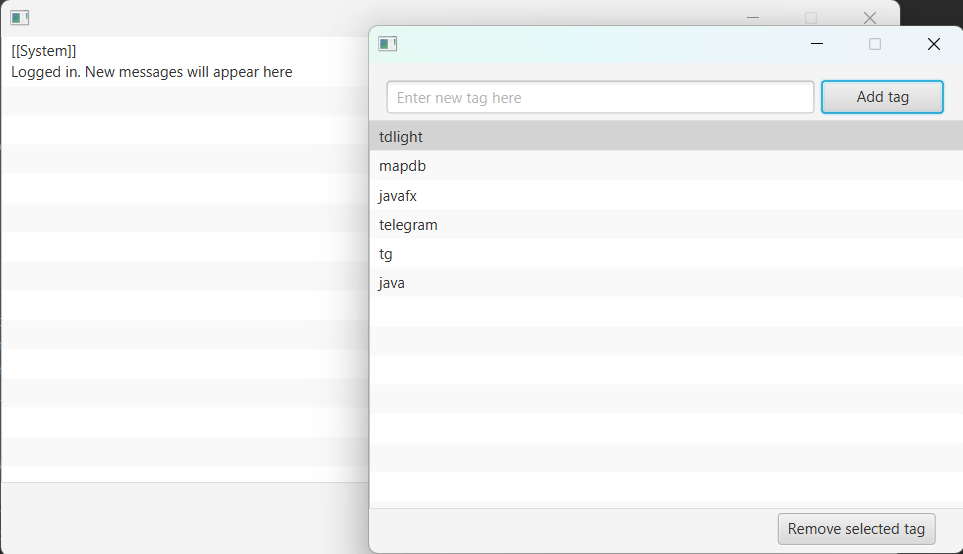 [[System]]
Logged in. New messages will appear here
Enter new tag here
Add tag
tdlight
mapdb
javafx
telegram
tg
java
Remove selected tag